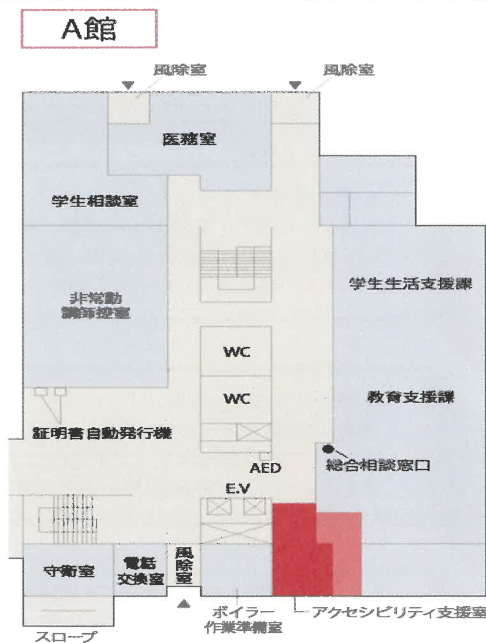 A館
風除室
風除室
医務室
学生相談室
学生生活支援課
非常勤
講師控室
WC
教育支援課
WC
証明書自動発行機
総合相談窓口
AED
E.V
守衛室
電話
交換室
風除室
ボイラー
作業準備室
アクセシビリティ支援室
スロープ